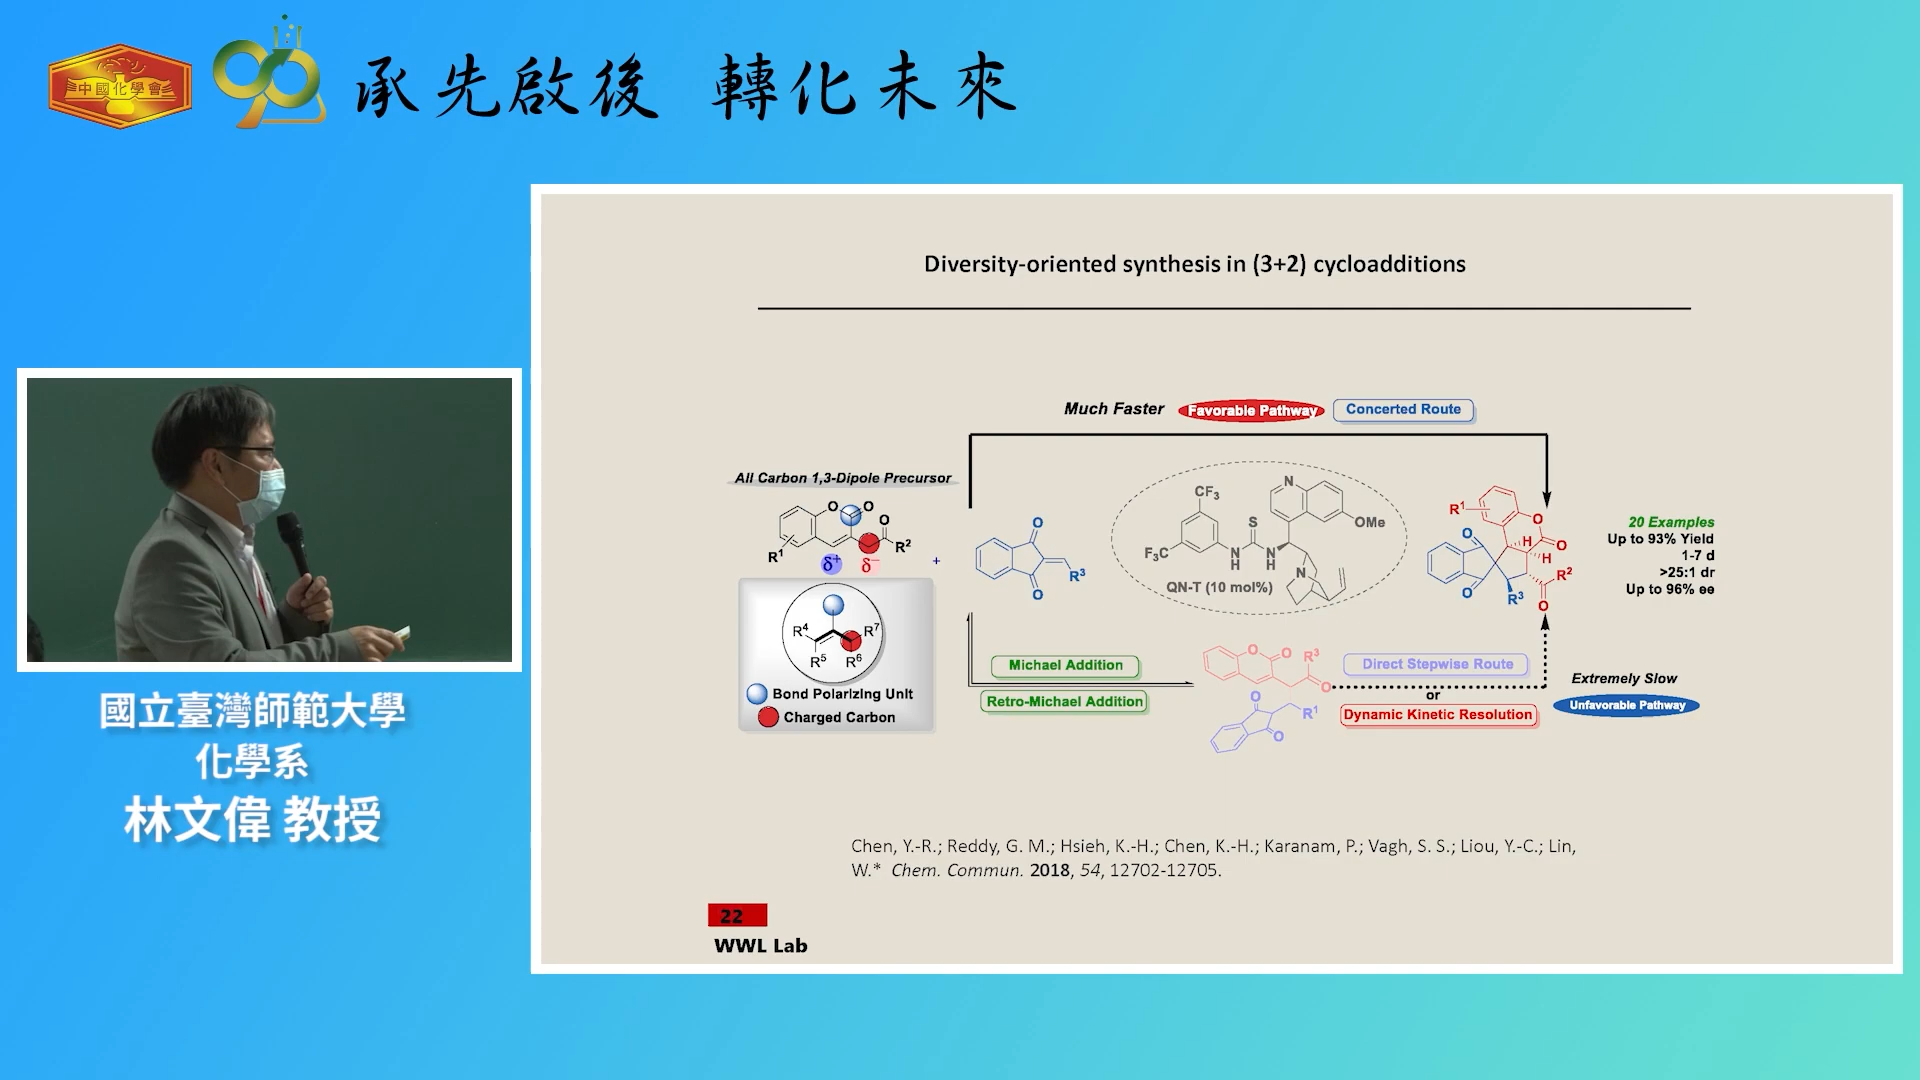 中國化學會
90
承先啟後 轉化未來
Diversity-oriented synthesis in (3+2) cycloadditions
Much Faster Favorable Pathway Concerted Route
All Carbon 1,3-Dipole Precursor
O O
O
R¹ R²
δ⁺ δ⁻
+
O
R³
O
CF₃
F₃C
S
N H
N H
N
OMe
N
QN-T (10 mol%)
R¹
O
O
O
H
H
R²
O
R³
O
20 Examples
Up to 93% Yield
1-7 d
>25:1 dr
Up to 96% ee
R⁴ R⁷
R⁵ R⁶
Bond Polarizing Unit
Charged Carbon
Michael Addition
Retro-Michael Addition
O O R³
O
O
R¹
O
Direct Stepwise Route
or
Dynamic Kinetic Resolution
Extremely Slow
Unfavorable Pathway
Chen, Y.-R.; Reddy, G. M.; Hsieh, K.-H.; Chen, K.-H.; Karanam, P.; Vagh, S. S.; Liou, Y.-C.; Lin,
W.* Chem. Commun. 2018, 54, 12702-12705.
22
WWL Lab
國立臺灣師範大學
化學系
林文偉 教授